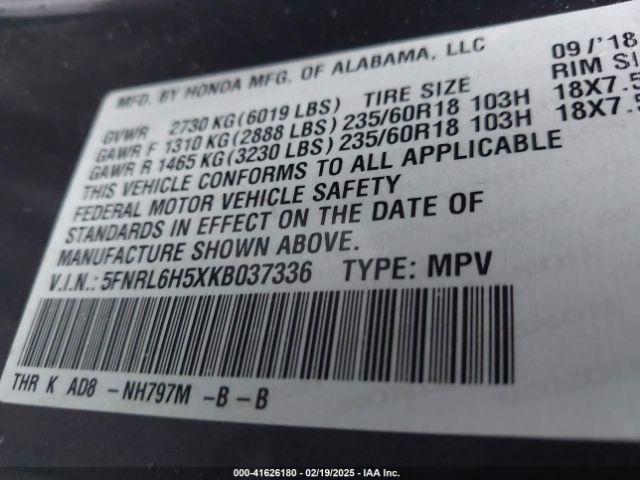 MFD. BY HONDA MFG. OF ALABAMA, LLC 09/'18
GVWR 2730 KG (6019 LBS) TIRE SIZE RIM
GAWR F 1310 KG (2888 LBS) 235/60R18 103H 18X7.5
GAWR R 1465 KG (3230 LBS) 235/60R18 103H 18X7.
THIS VEHICLE CONFORMS TO ALL APPLICABLE
FEDERAL MOTOR VEHICLE SAFETY
STANDARDS IN EFFECT ON THE DATE OF
MANUFACTURE SHOWN ABOVE.
V.I.N.: 5FNRL6H5XKB037336 TYPE: MPV
THR K AD8 -NH797M -B-B
000-41626180 - 02/19/2025 - IAA Inc.